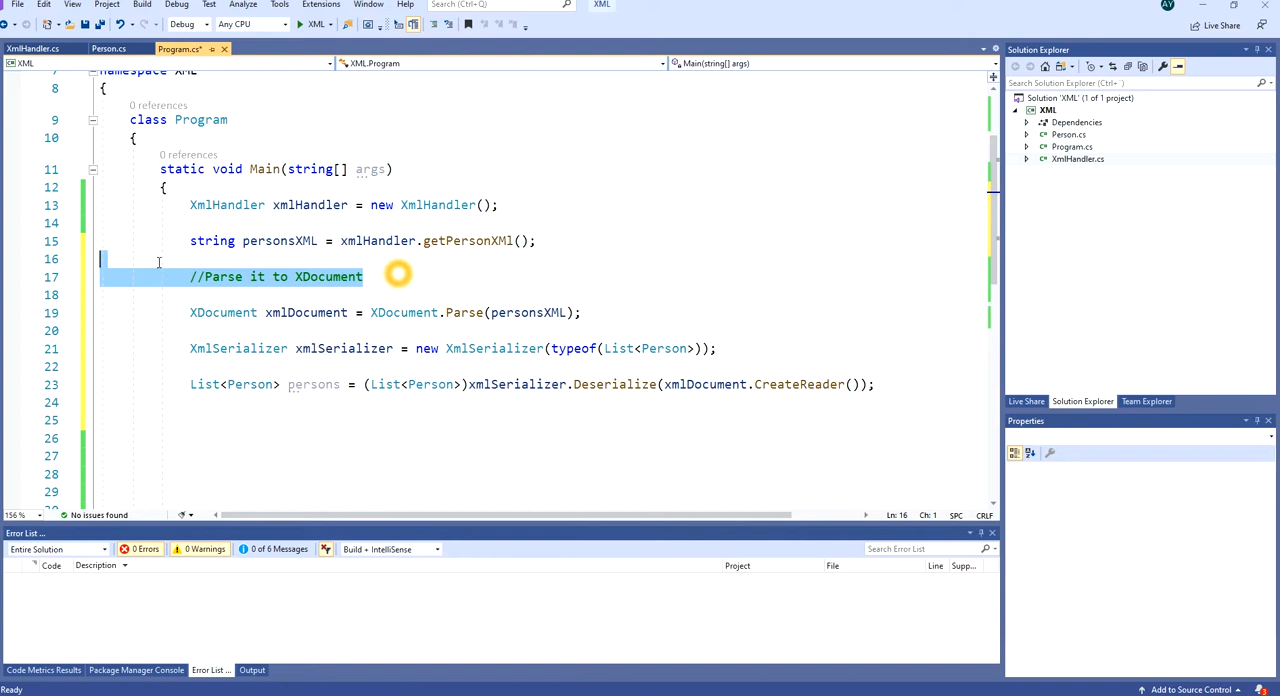 File Edit View Project Build Debug Test Analyze Tools Extensions Window Help Search (Ctrl+Q) XML AY
Debug Any CPU XML Live Share
XmlHandler.cs Person.cs Program.cs*
XML XML.Program Main(string[] args)
namespace XML
8 {
0 references
9 class Program
10 {
0 references
11 static void Main(string[] args)
12 {
13 XmlHandler xmlHandler = new XmlHandler();
14
15 string personsXML = xmlHandler.getPersonXMl();
16
17 //Parse it to XDocument
18
19 XDocument xmlDocument = XDocument.Parse(personsXML);
20
21 XmlSerializer xmlSerializer = new XmlSerializer(typeof(List<Person>));
22
23 List<Person> persons = (List<Person>)xmlSerializer.Deserialize(xmlDocument.CreateReader());
24
25
26
27
28
29
156 % No issues found Ln: 16 Ch: 1 SPC CRLF
Error List ...
Entire Solution 0 Errors 0 Warnings 0 of 6 Messages Build + IntelliSense Search Error List
Code Description Project File Line Supp...
Code Metrics Results Package Manager Console Error List ... Output
Ready Add to Source Control 3
Solution Explorer
Search Solution Explorer (Ctrl+`)
Solution 'XML' (1 of 1 project)
XML
Dependencies
Person.cs
Program.cs
XmlHandler.cs
Live Share Solution Explorer Team Explorer
Properties